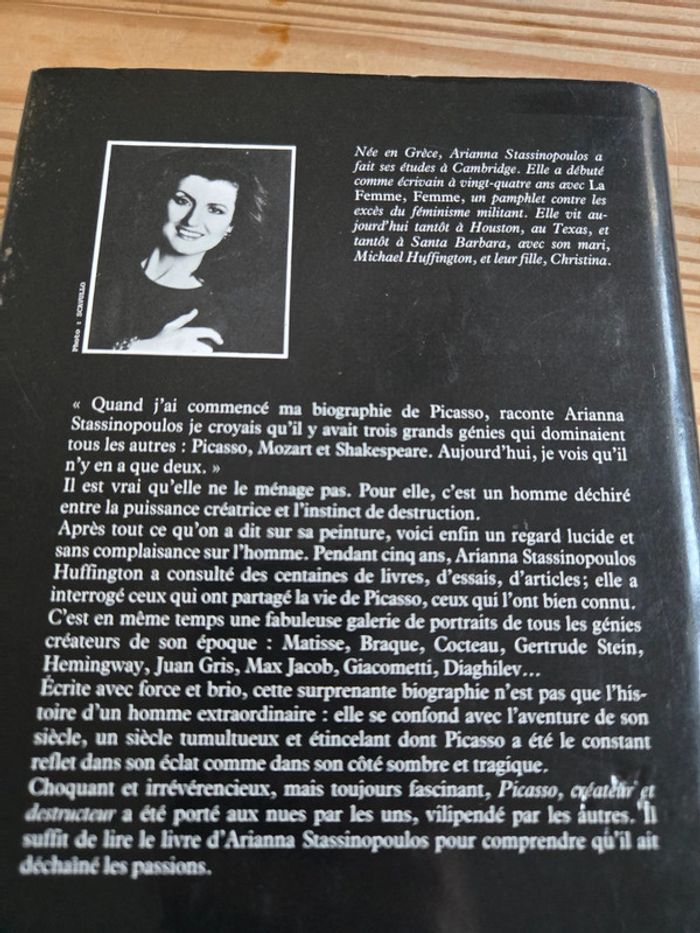 Née en Grèce, Arianna Stassinopoulos a
fait ses études à Cambridge. Elle a débuté
comme écrivain à vingt-quatre ans avec La
Femme, Femme, un pamphlet contre les
excès du féminisme militant. Elle vit au-
jourd'hui tantôt à Houston, au Texas, et
tantôt à Santa Barbara, avec son mari,
Michael Huffington, et leur fille, Christina.
Photo : SCAVULLO
« Quand j'ai commencé ma biographie de Picasso, raconte Arianna
Stassinopoulos je croyais qu'il y avait trois grands génies qui dominaient
tous les autres : Picasso, Mozart et Shakespeare. Aujourd'hui, je vois qu'il
n'y en a que deux. »
Il est vrai qu'elle ne le ménage pas. Pour elle, c'est un homme déchiré
entre la puissance créatrice et l'instinct de destruction.
Après tout ce qu'on a dit sur sa peinture, voici enfin un regard lucide et
sans complaisance sur l'homme. Pendant cinq ans, Arianna Stassinopoulos
Huffington a consulté des centaines de livres, d'essais, d'articles ; elle a
interrogé ceux qui ont partagé la vie de Picasso, ceux qui l'ont bien connu.
C'est en même temps une fabuleuse galerie de portraits de tous les génies
créateurs de son époque : Matisse, Braque, Cocteau, Gertrude Stein,
Hemingway, Juan Gris, Max Jacob, Giacometti, Diaghilev...
Écrite avec force et brio, cette surprenante biographie n'est pas que l'his-
toire d'un homme extraordinaire : elle se confond avec l'aventure de son
siècle, un siècle tumultueux et étincelant dont Picasso a été le constant
reflet dans son éclat comme dans son côté sombre et tragique.
Choquant et irrévérencieux, mais toujours fascinant, Picasso, créateur et
destructeur a été porté aux nues par les uns, vilipendé par les autres. Il
suffit de lire le livre d'Arianna Stassinopoulos pour comprendre qu'il ait
déchaîné les passions.